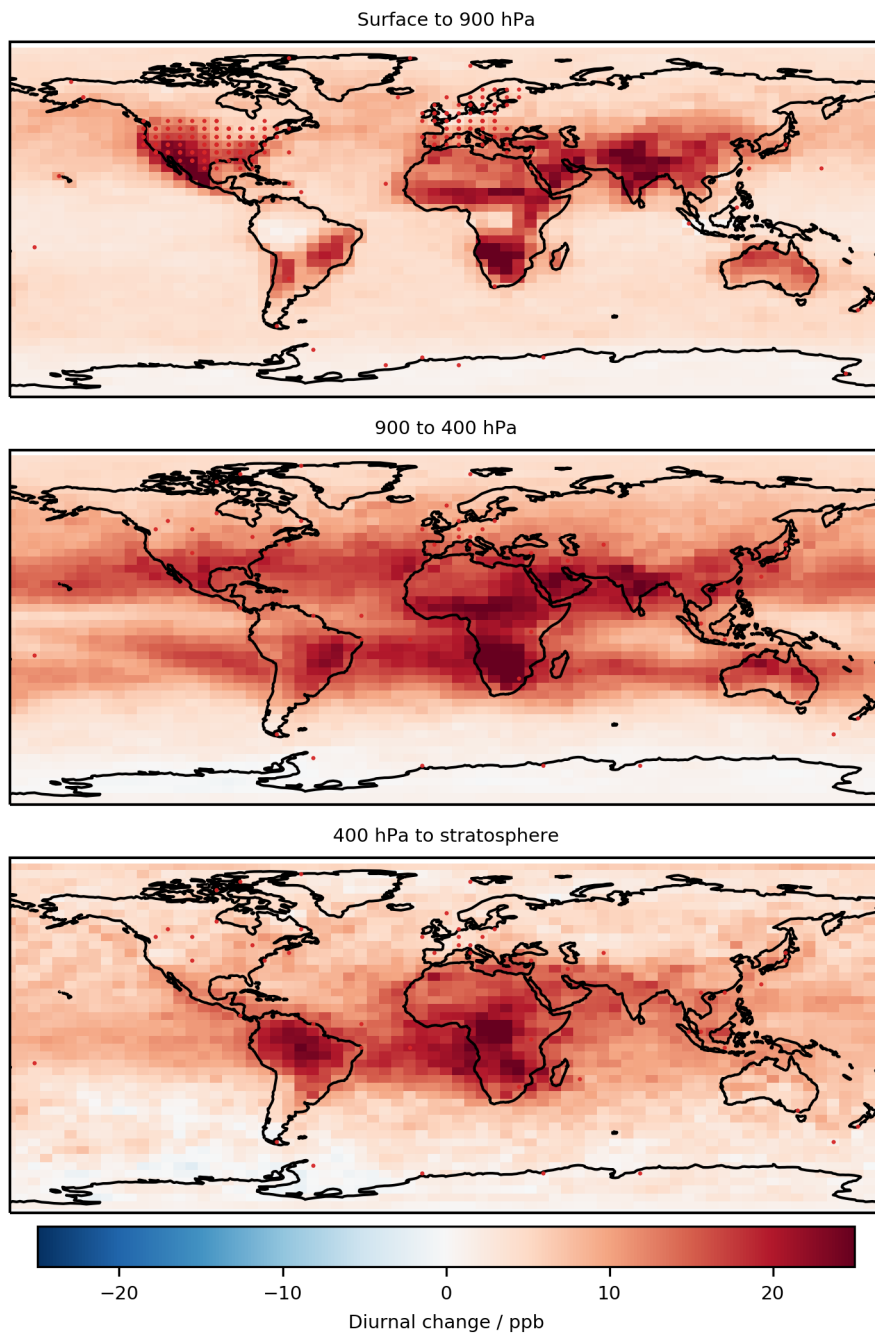 Surface to 900 hPa
900 to 400 hPa
400 hPa to stratosphere
−20 −10 0 10 20
Diurnal change / ppb